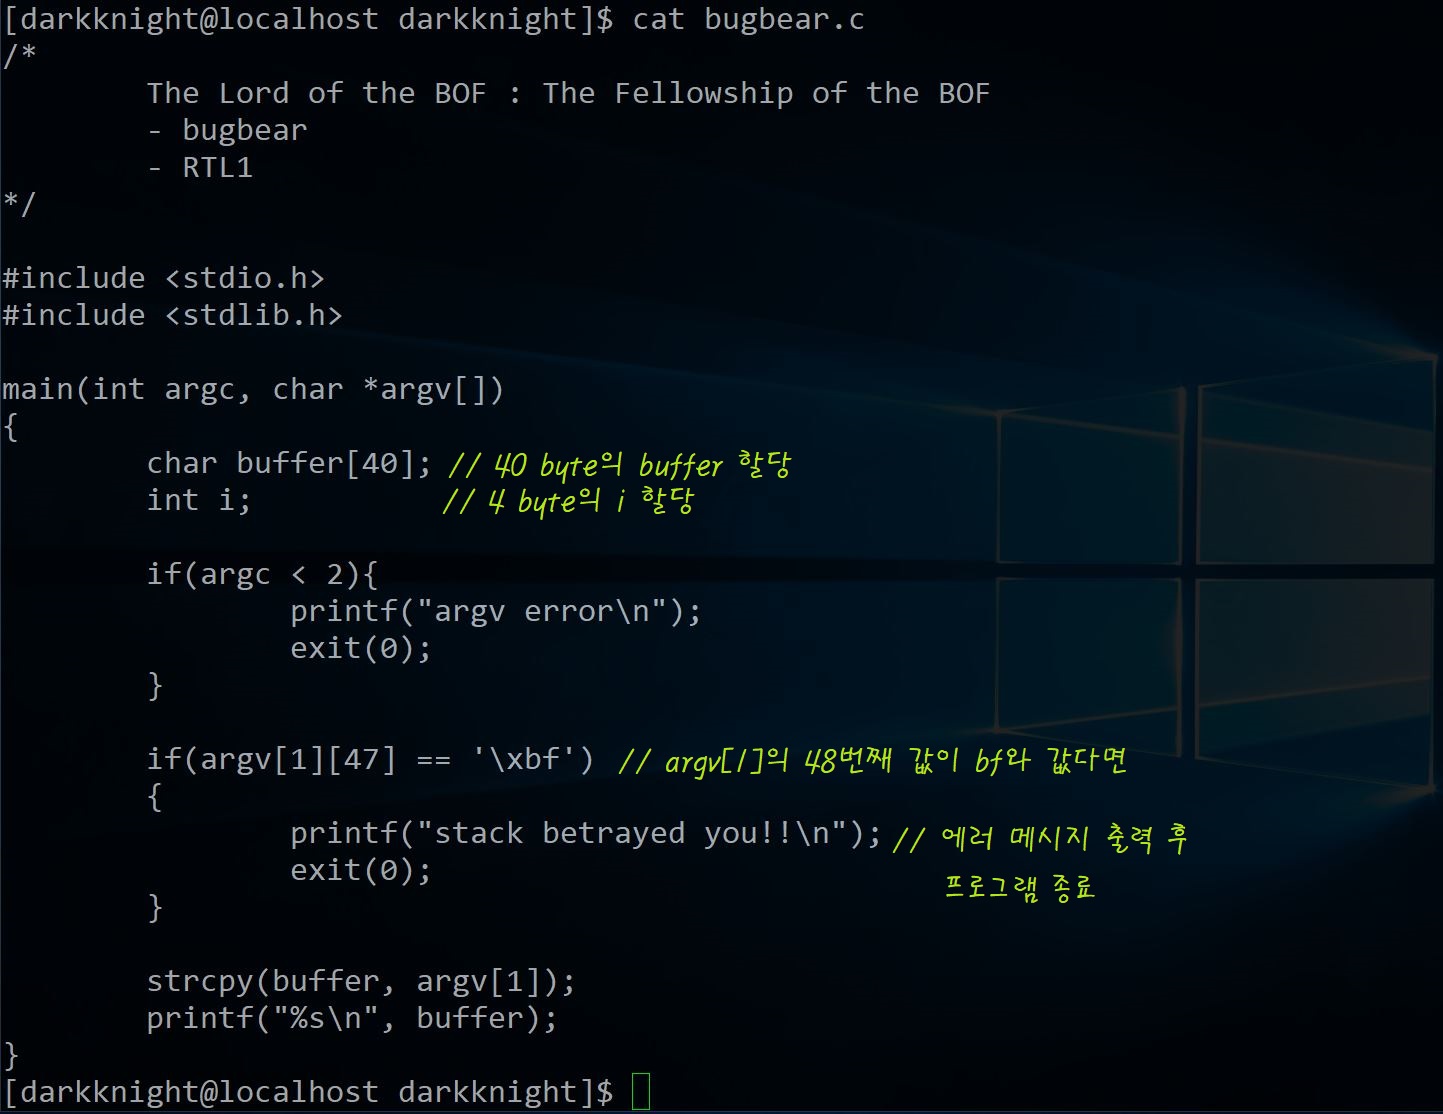 [darkknight@localhost darkknight]$ cat bugbear.c
/*
        The Lord of the BOF : The Fellowship of the BOF
        - bugbear
        - RTL1
*/
#include <stdio.h>
#include <stdlib.h>
main(int argc, char *argv[])
{
        char buffer[40]; // 40 byte의 buffer 할당
        int i; // 4 byte의 i 할당
        if(argc < 2){
                printf("argv error\n");
                exit(0);
        }
        if(argv[1][47] == '\xbf') // argv[1]의 48번째 값이 bf와 값다면
        {
                printf("stack betrayed you!!\n"); // 에러 메시지 출력 후
                프로그램 종료
                exit(0);
        }
        strcpy(buffer, argv[1]);
        printf("%s\n", buffer);
}
[darkknight@localhost darkknight]$